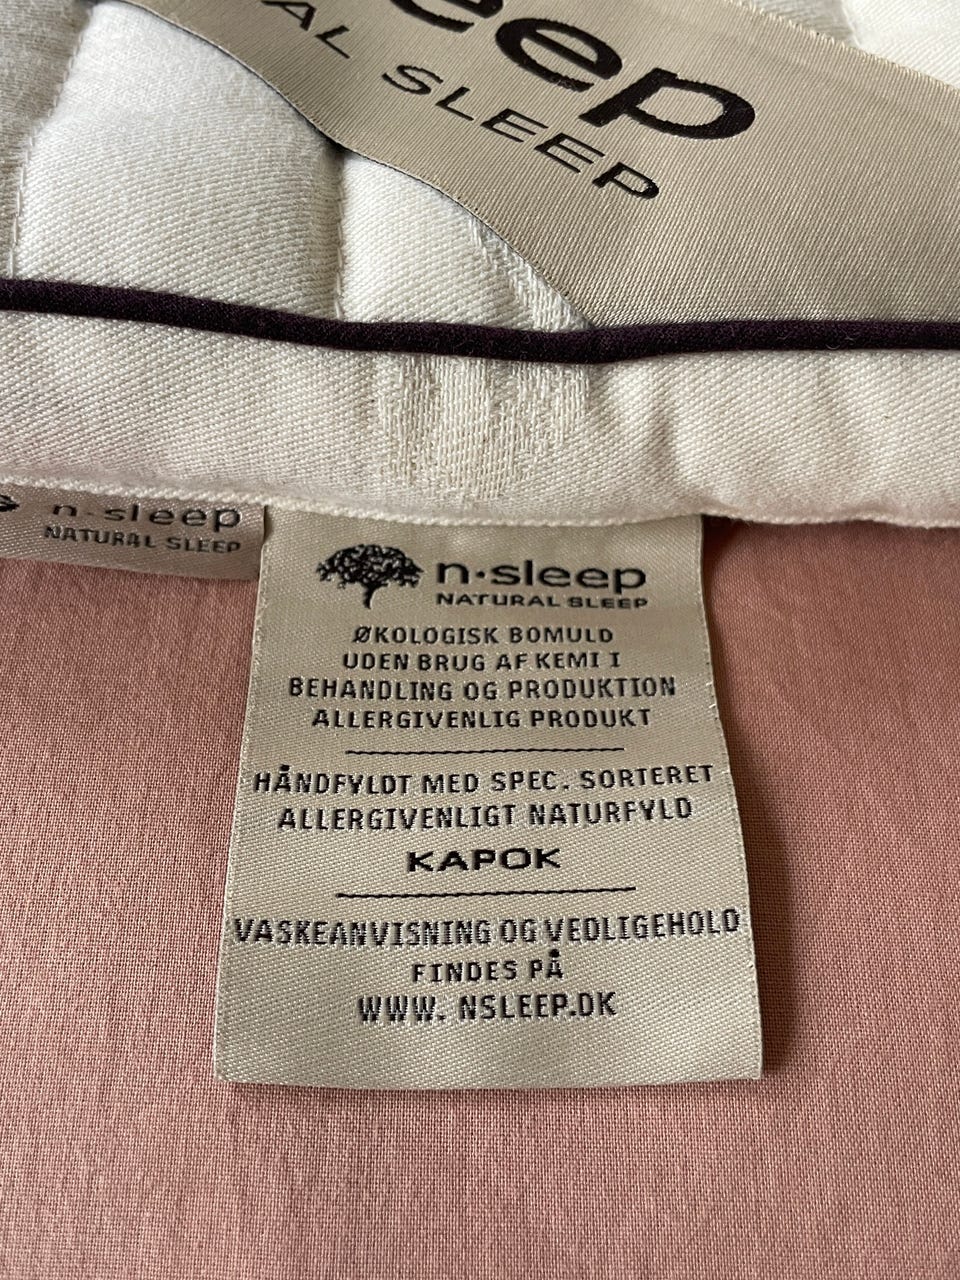 eep
AL SLEEP
n·sleep
NATURAL SLEEP
n·sleep
NATURAL SLEEP
ØKOLOGISK BOMULD
UDEN BRUG AF KEMI I
BEHANDLING OG PRODUKTION
ALLERGIVENLIG PRODUKT
HÅNDFYLDT MED SPEC. SORTERET
ALLERGIVENLIGT NATURFYLD
KAPOK
VASKEANVISNING OG VEDLIGEHOLD
FINDES PÅ
WWW. NSLEEP.DK